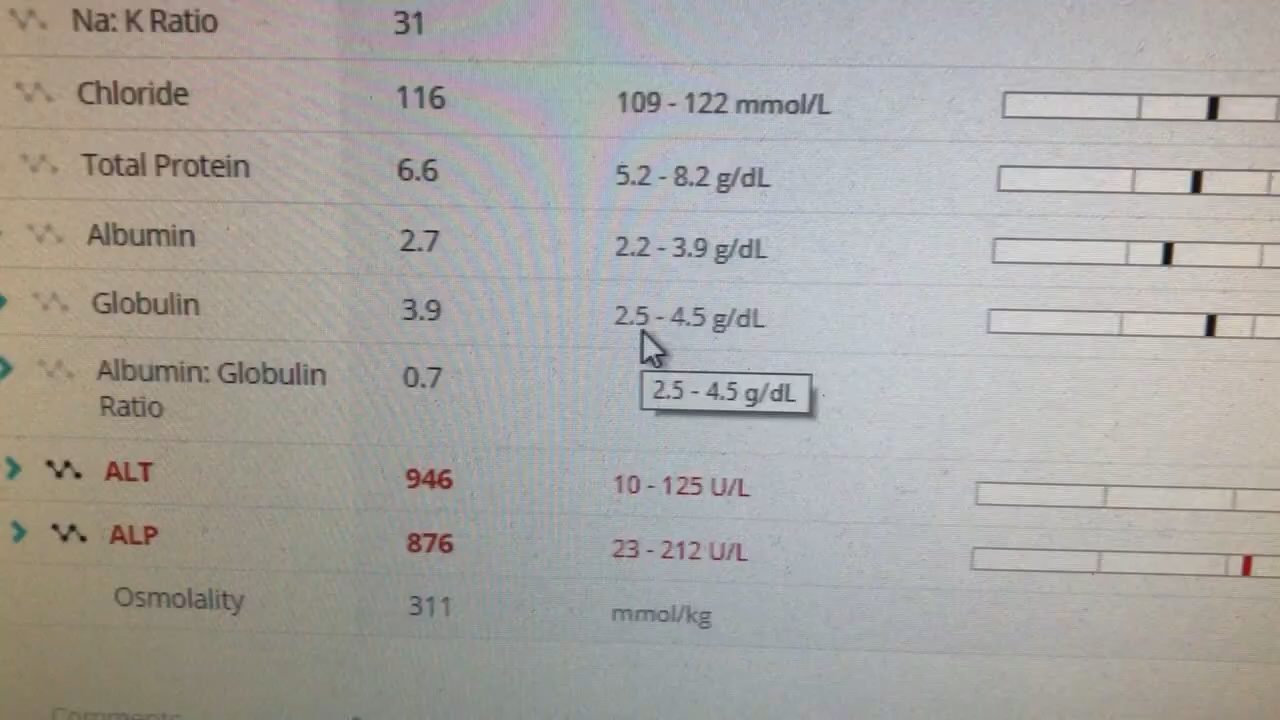 Na: K Ratio 31
Chloride 116 109 - 122 mmol/L
Total Protein 6.6 5.2 - 8.2 g/dL
Albumin 2.7 2.2 - 3.9 g/dL
Globulin 3.9 2.5 - 4.5 g/dL
Albumin: Globulin 0.7 2.5 - 4.5 g/dL
Ratio
ALT 946 10 - 125 U/L
ALP 876 23 - 212 U/L
Osmolality 311 mmol/kg
Comments